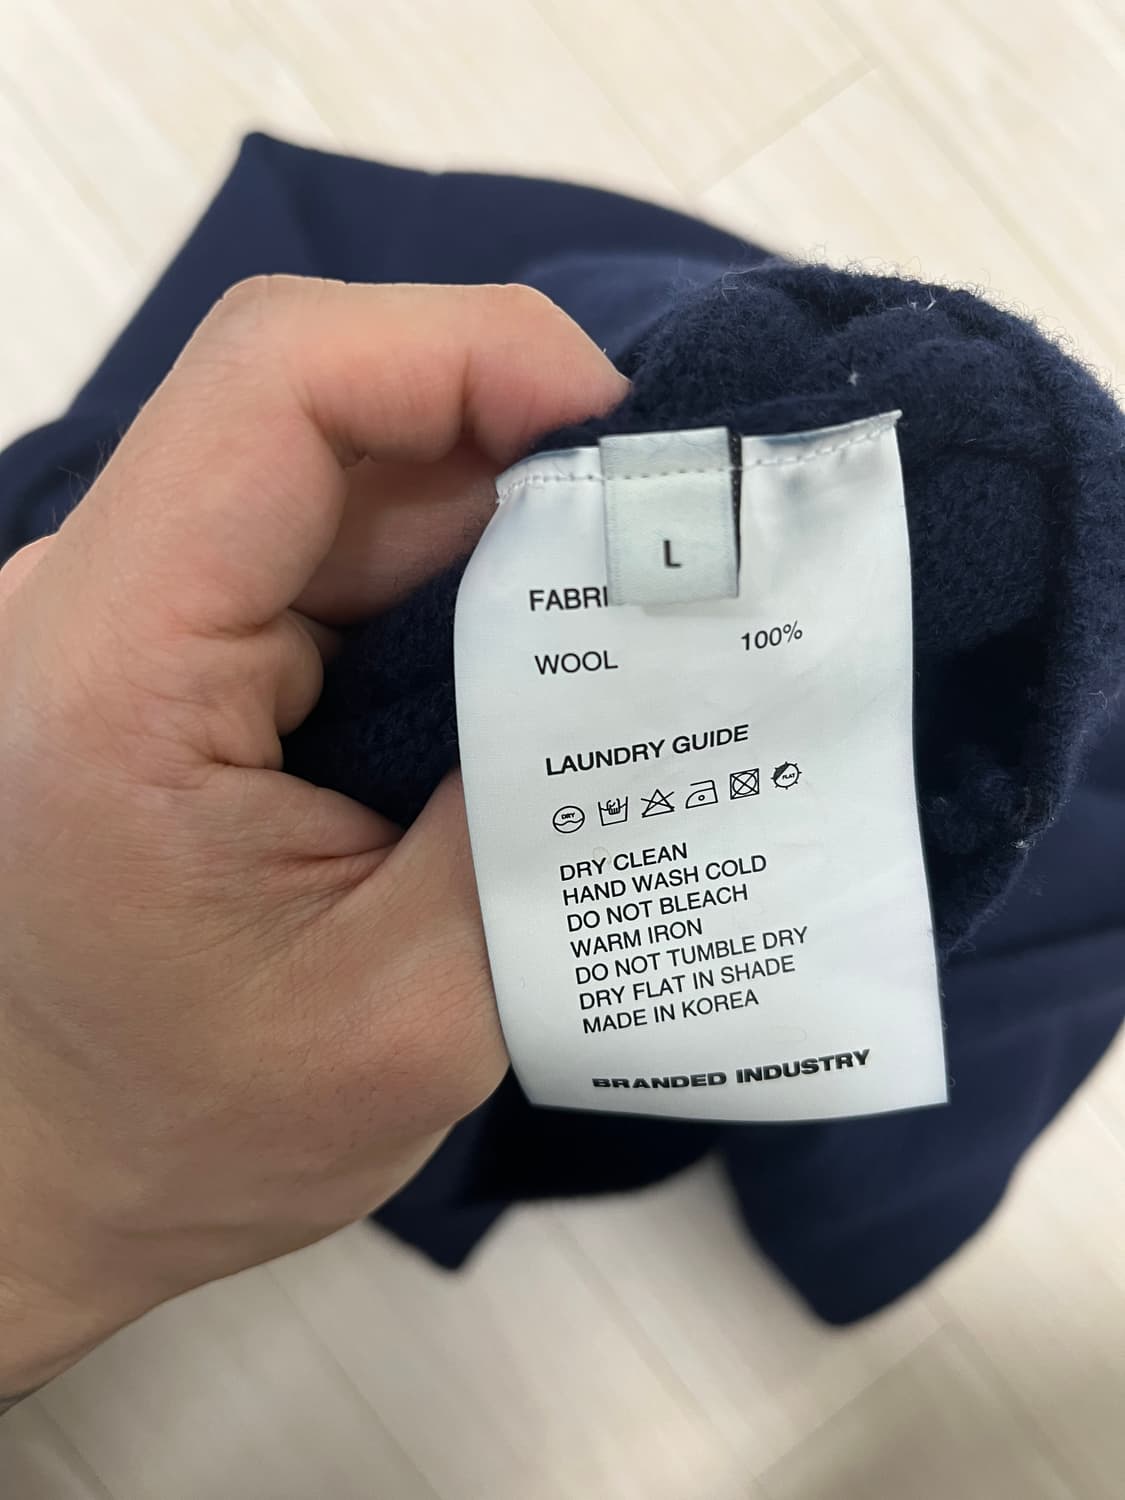 L
FABRI
WOOL 100%
LAUNDRY GUIDE
DRY FLAT
DRY CLEAN
HAND WASH COLD
DO NOT BLEACH
WARM IRON
DO NOT TUMBLE DRY
DRY FLAT IN SHADE
MADE IN KOREA
BRANDED INDUSTRY